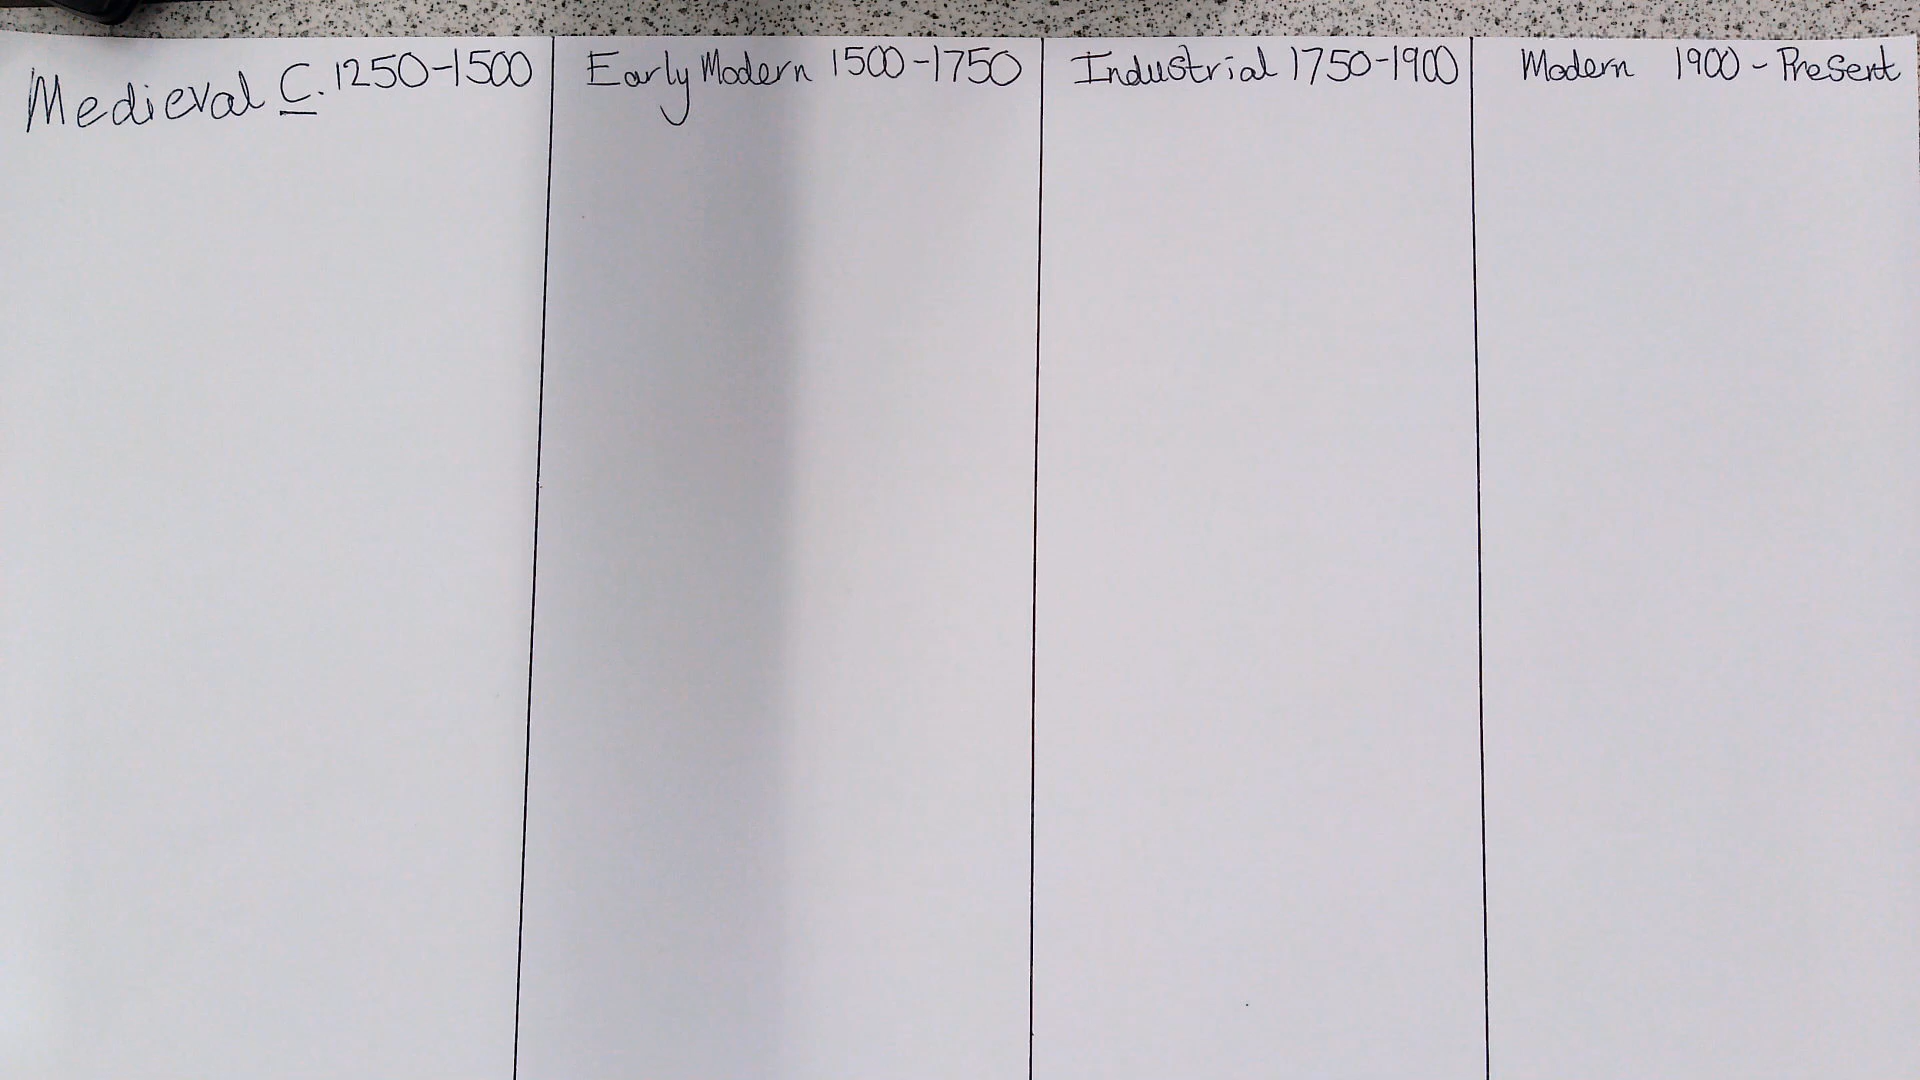 Medieval C. 1250-1500
Early Modern 1500-1750
Industrial 1750-1900
Modern 1900-Present